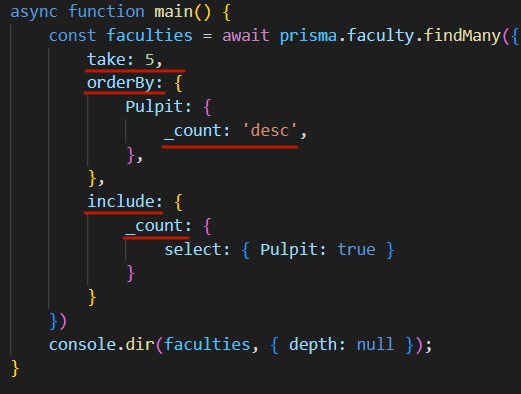 async function main() {
    const faculties = await prisma.faculty.findMany({
        take: 5,
        orderBy: {
            Pulpit: {
                _count: 'desc',
            },
        },
        include: {
            _count: {
                select: { Pulpit: true }
            }
        }
    })
    console.dir(faculties, { depth: null });
}